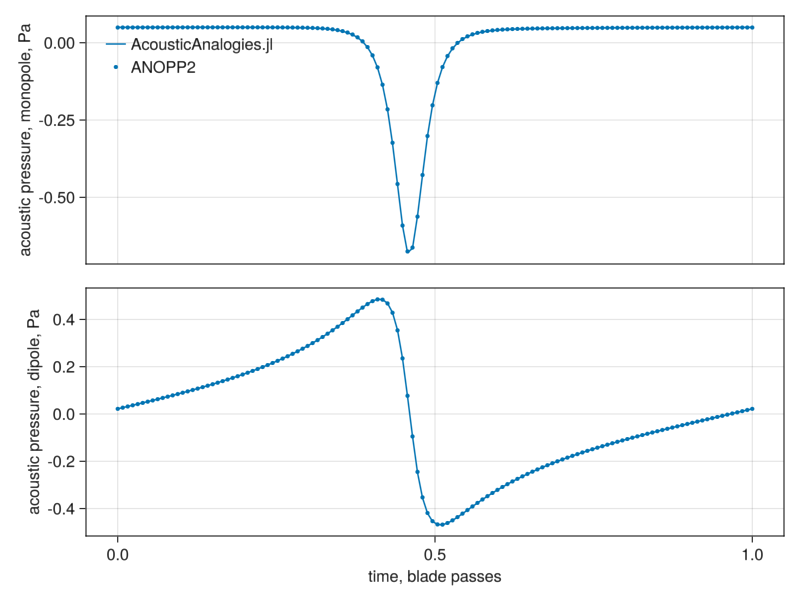 acoustic pressure, monopole, Pa
0.00
-0.25
-0.50
AcousticAnalogies.jl
ANOPP2
acoustic pressure, dipole, Pa
0.4
0.2
0.0
-0.2
-0.4
0.0
0.5
1.0
time, blade passes